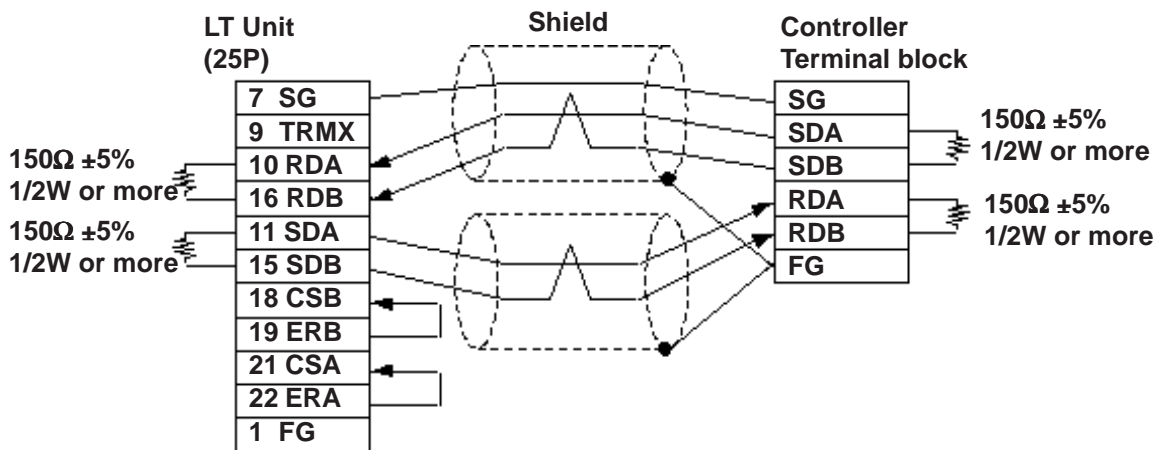 LT Unit
(25P)
Shield
Controller
Terminal block
7 SG
9 TRMX
10 RDA
16 RDB
11 SDA
15 SDB
18 CSB
19 ERB
21 CSA
22 ERA
1 FG
150Ω ±5%
1/2W or more
150Ω ±5%
1/2W or more
SG
SDA
SDB
RDA
RDB
FG
150Ω ±5%
1/2W or more
150Ω ±5%
1/2W or more